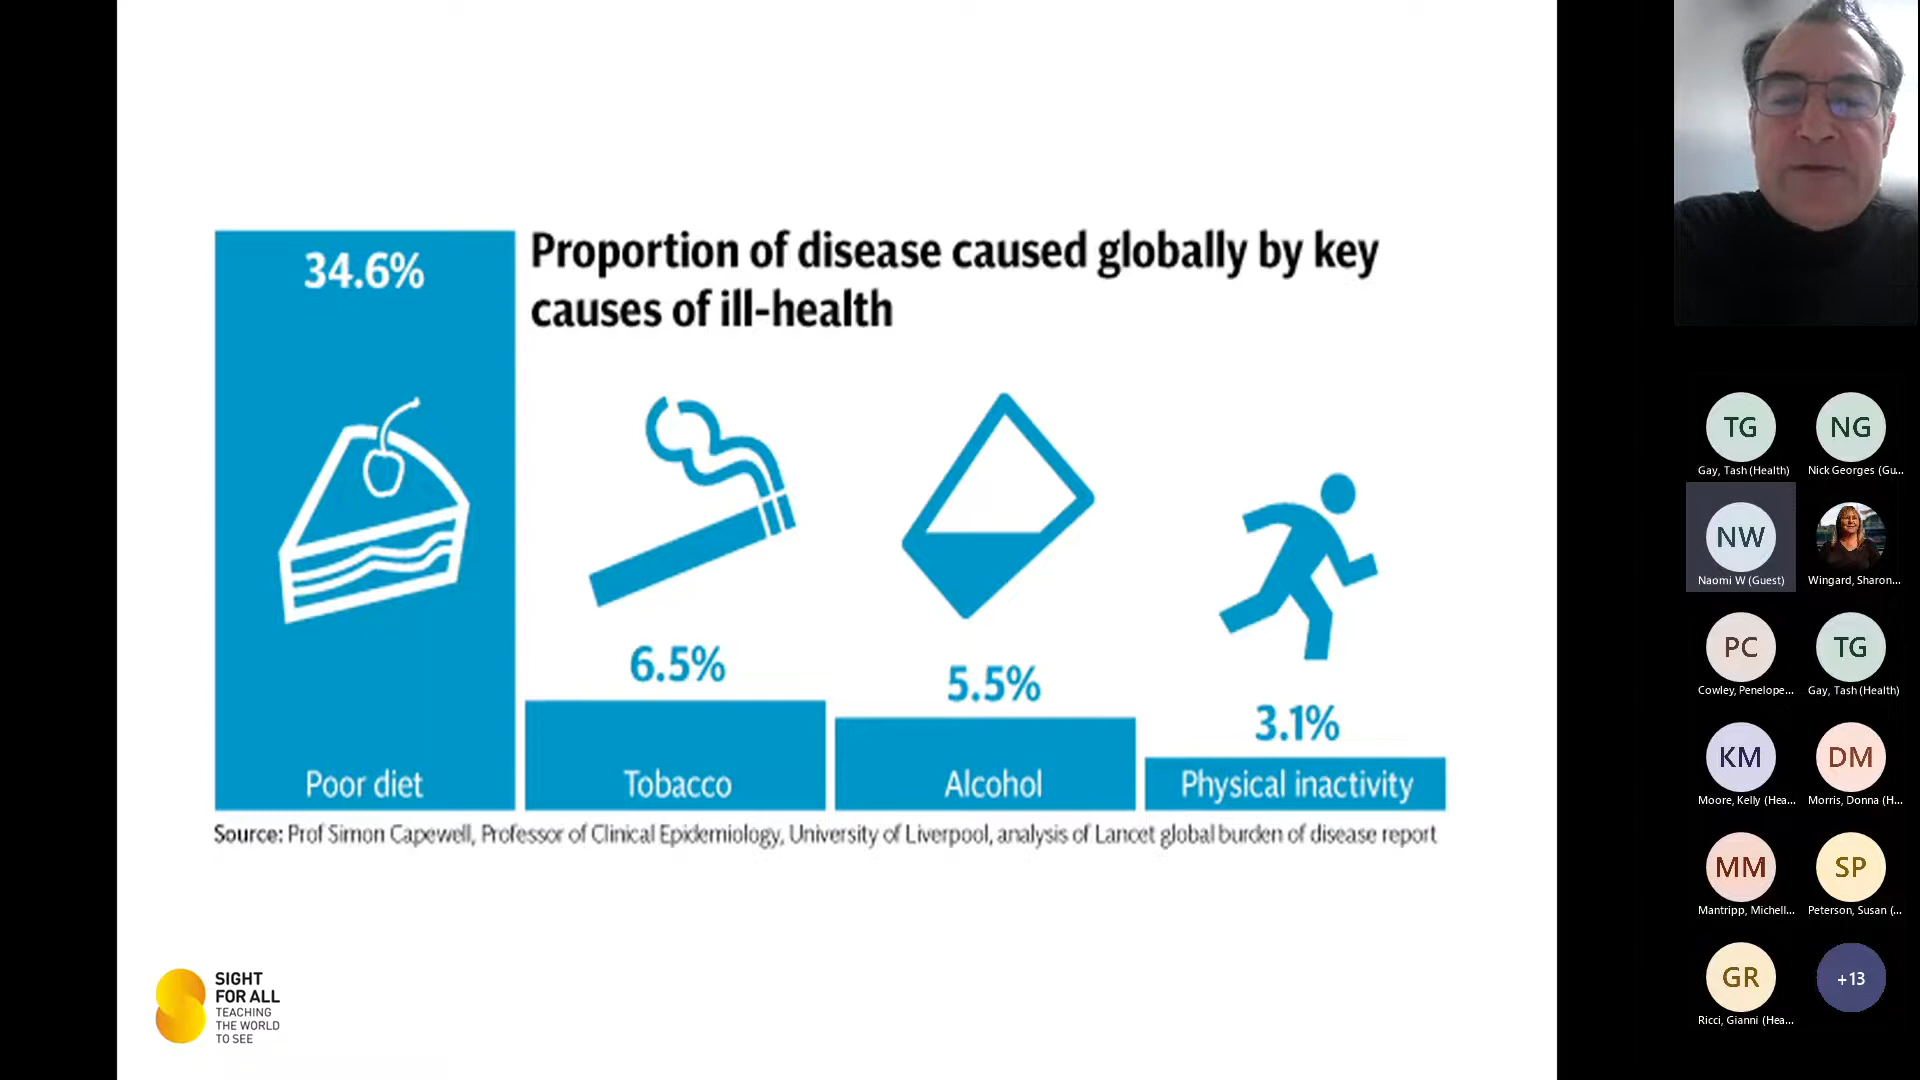 34.6%
Proportion of disease caused globally by key
causes of ill-health
6.5%
5.5%
3.1%
Poor diet
Tobacco
Alcohol
Physical inactivity
Source: Prof Simon Capewell, Professor of Clinical Epidemiology, University of Liverpool, analysis of Lancet global burden of disease report
SIGHT
FOR ALL
TEACHING
THE WORLD
TO SEE
TG
NG
Gay, Tash (Health)
Nick Georges (Gu...
NW
Naomi W (Guest)
Wingard, Sharon...
PC
TG
Cowley, Penelope...
Gay, Tash (Health)
KM
DM
Moore, Kelly (Hea...
Morris, Donna (H...
MM
SP
Mantripp, Michell...
Peterson, Susan (...
GR
+13
Ricci, Gianni (Hea...